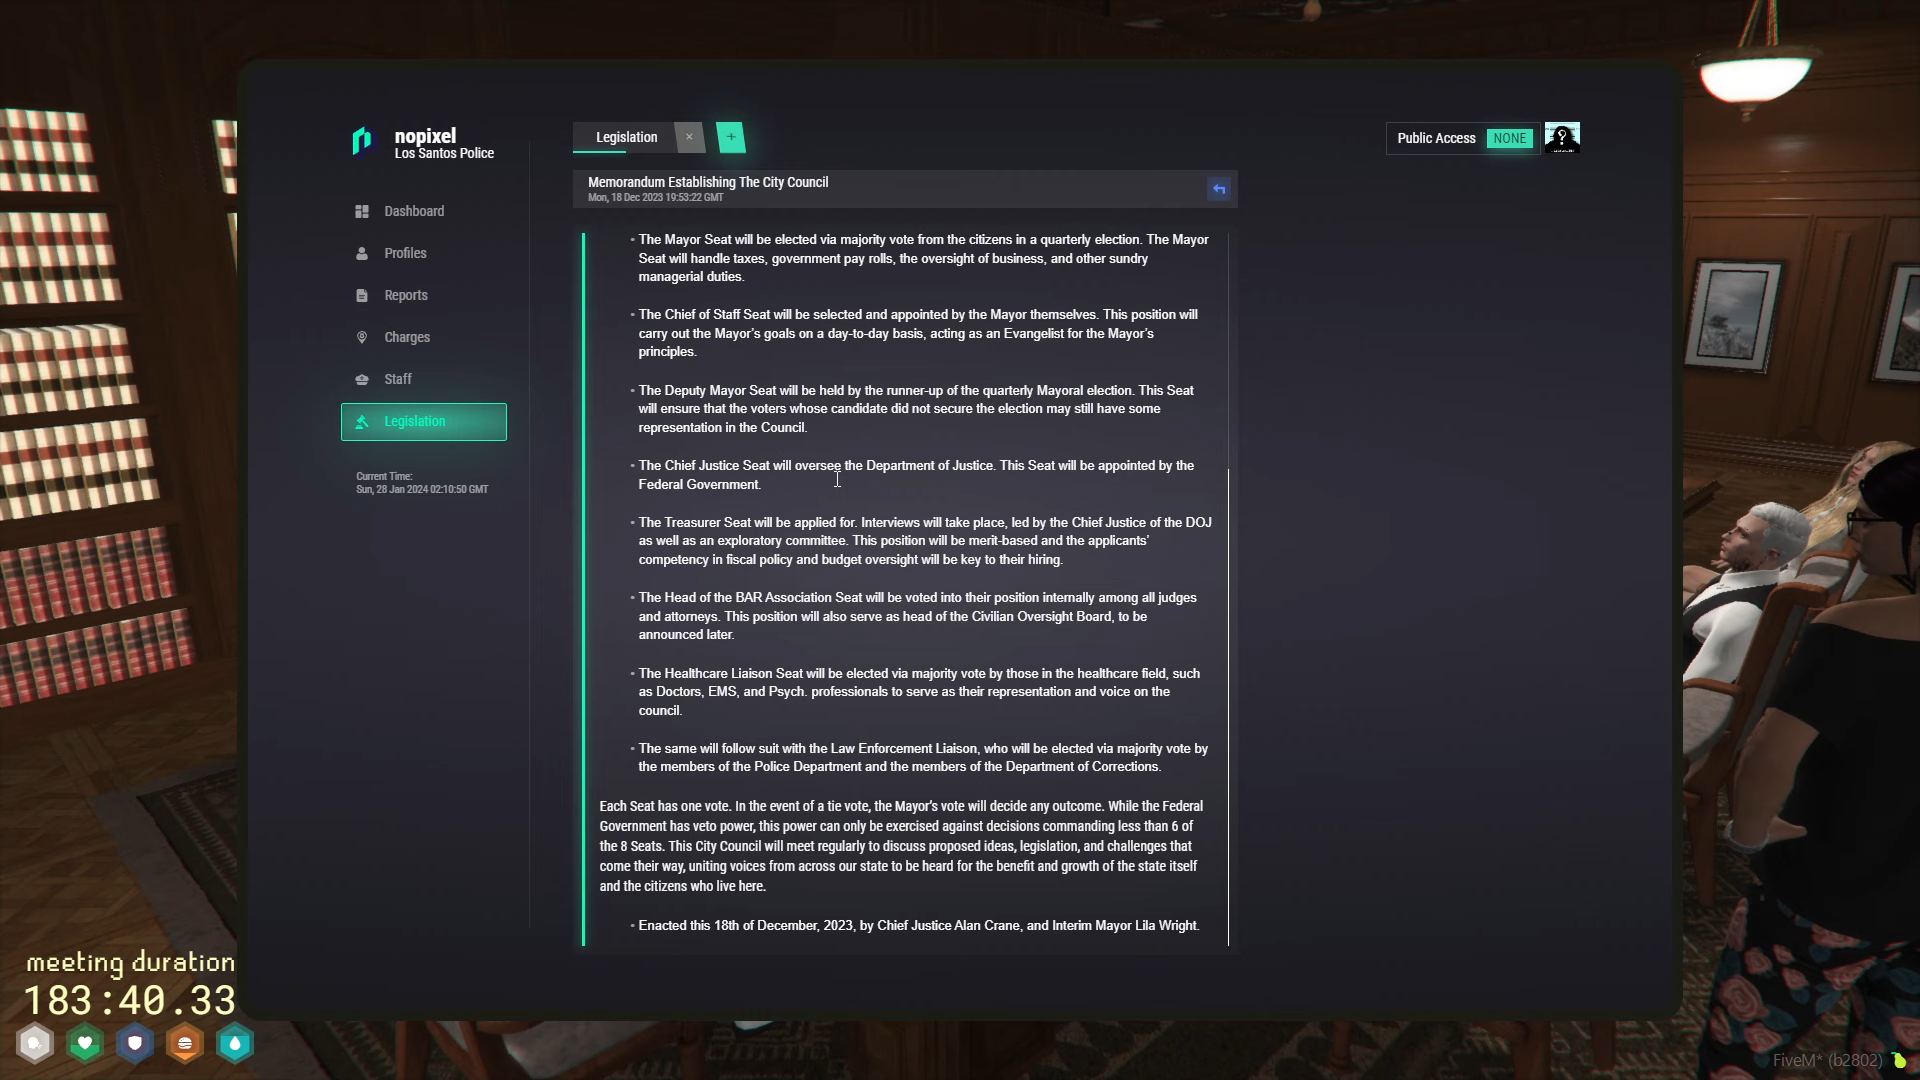 nopixel
Los Santos Police
Dashboard
Profiles
Reports
Charges
Staff
Legislation
Current Time:
Sun, 28 Jan 2024 02:10:50 GMT
Legislation × +
Public Access NONE
Memorandum Establishing The City Council
Mon, 18 Dec 2023 19:53:22 GMT
• The Mayor Seat will be elected via majority vote from the citizens in a quarterly election. The Mayor
Seat will handle taxes, government pay rolls, the oversight of business, and other sundry
managerial duties.
• The Chief of Staff Seat will be selected and appointed by the Mayor themselves. This position will
carry out the Mayor's goals on a day-to-day basis, acting as an Evangelist for the Mayor's
principles.
• The Deputy Mayor Seat will be held by the runner-up of the quarterly Mayoral election. This Seat
will ensure that the voters whose candidate did not secure the election may still have some
representation in the Council.
• The Chief Justice Seat will oversee the Department of Justice. This Seat will be appointed by the
Federal Government.
• The Treasurer Seat will be applied for. Interviews will take place, led by the Chief Justice of the DOJ
as well as an exploratory committee. This position will be merit-based and the applicants'
competency in fiscal policy and budget oversight will be key to their hiring.
• The Head of the BAR Association Seat will be voted into their position internally among all judges
and attorneys. This position will also serve as head of the Civilian Oversight Board, to be
announced later.
• The Healthcare Liaison Seat will be elected via majority vote by those in the healthcare field, such
as Doctors, EMS, and Psych. professionals to serve as their representation and voice on the
council.
• The same will follow suit with the Law Enforcement Liaison, who will be elected via majority vote by
the members of the Police Department and the members of the Department of Corrections.
Each Seat has one vote. In the event of a tie vote, the Mayor's vote will decide any outcome. While the Federal
Government has veto power, this power can only be exercised against decisions commanding less than 6 of
the 8 Seats. This City Council will meet regularly to discuss proposed ideas, legislation, and challenges that
come their way, uniting voices from across our state to be heard for the benefit and growth of the state itself
and the citizens who live here.
• Enacted this 18th of December, 2023, by Chief Justice Alan Crane, and Interim Mayor Lila Wright.
meeting duration
183:40.33
FiveM* (b2802)